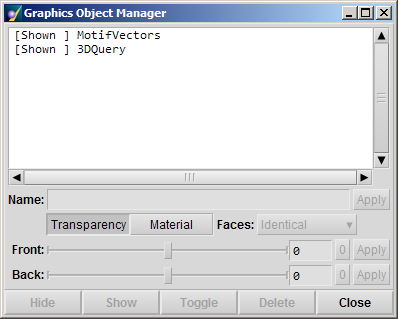 Graphics Object Manager
[Shown ] MotifVectors
[Shown ] 3DQuery
Name: Apply
Transparency Material Faces: Identical
Front: 0 0 Apply
Back: 0 0 Apply
Hide Show Toggle Delete Close